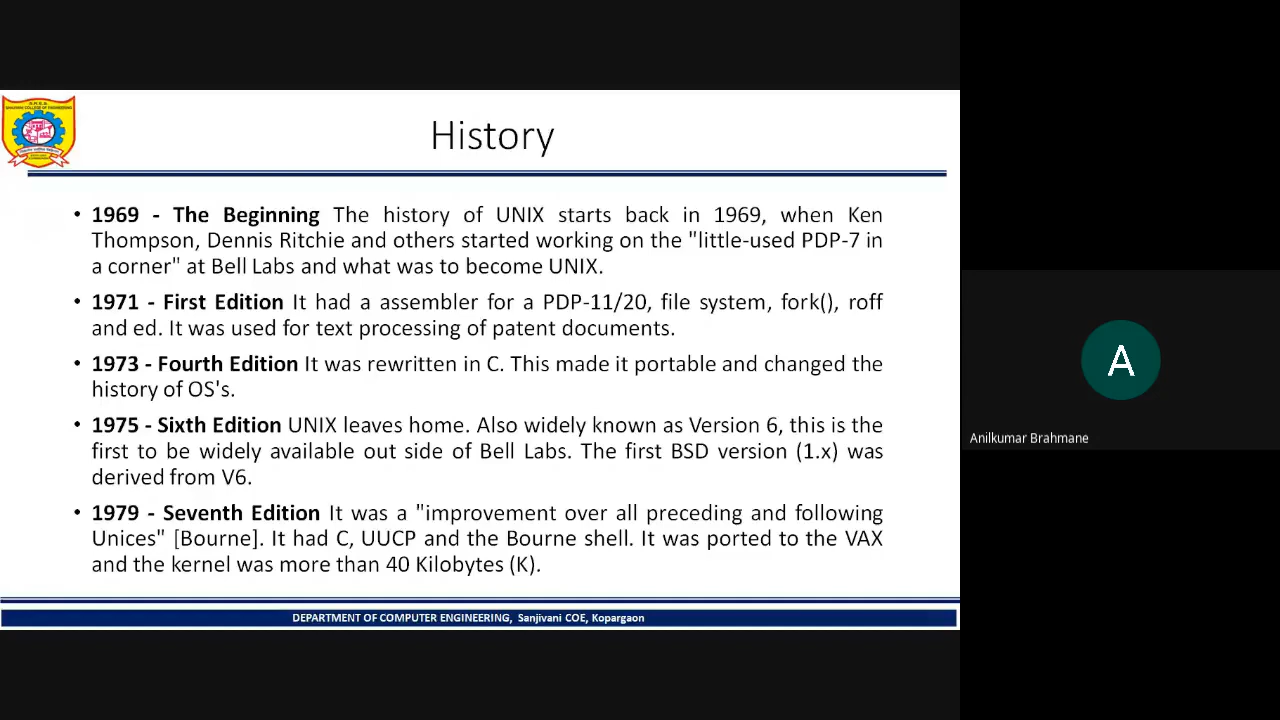 History
• 1969 - The Beginning The history of UNIX starts back in 1969, when Ken
Thompson, Dennis Ritchie and others started working on the "little-used PDP-7 in
a corner" at Bell Labs and what was to become UNIX.
• 1971 - First Edition It had a assembler for a PDP-11/20, file system, fork(), roff
and ed. It was used for text processing of patent documents.
• 1973 - Fourth Edition It was rewritten in C. This made it portable and changed the
history of OS's.
• 1975 - Sixth Edition UNIX leaves home. Also widely known as Version 6, this is the
first to be widely available out side of Bell Labs. The first BSD version (1.x) was
derived from V6.
• 1979 - Seventh Edition It was a "improvement over all preceding and following
Unices" [Bourne]. It had C, UUCP and the Bourne shell. It was ported to the VAX
and the kernel was more than 40 Kilobytes (K).
DEPARTMENT OF COMPUTER ENGINEERING, Sanjivani COE, Kopargaon
A
Anilkumar Brahmane